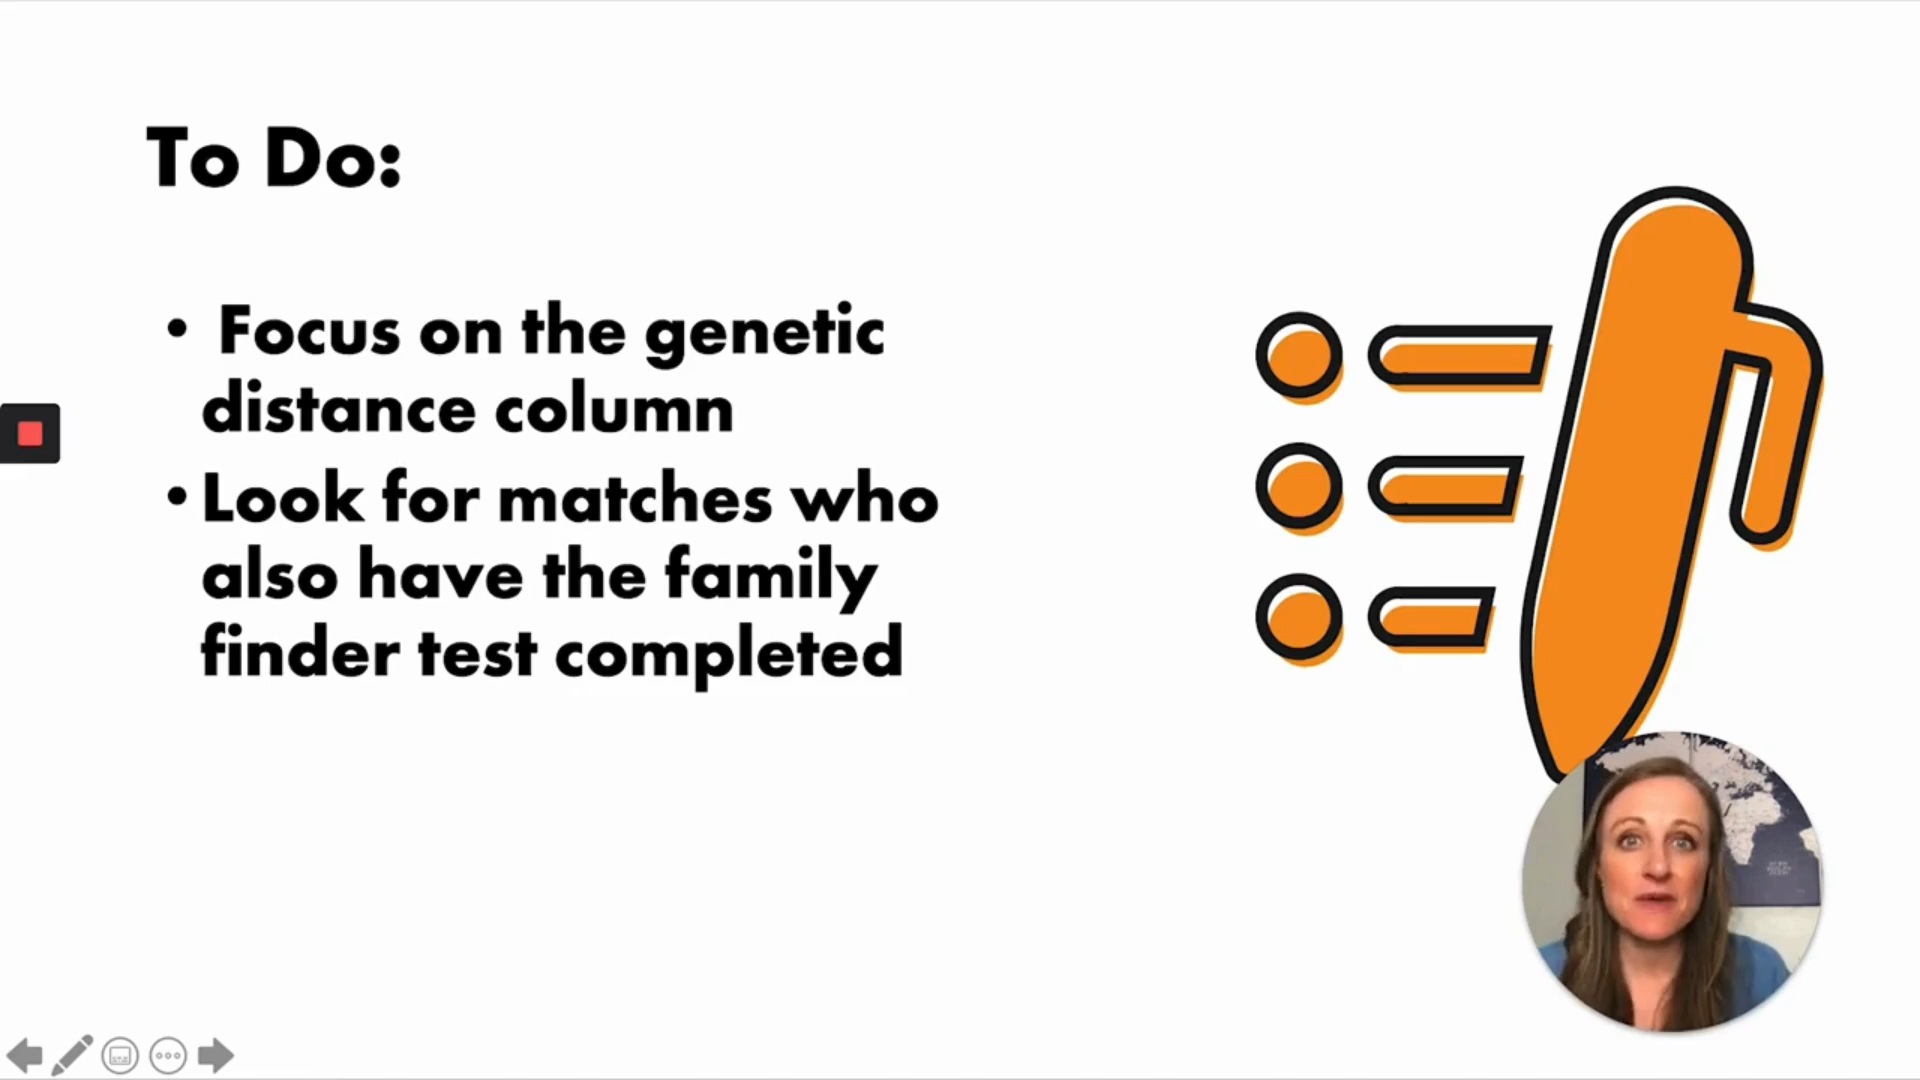 To Do:
• Focus on the genetic
distance column
• Look for matches who
also have the family
finder test completed